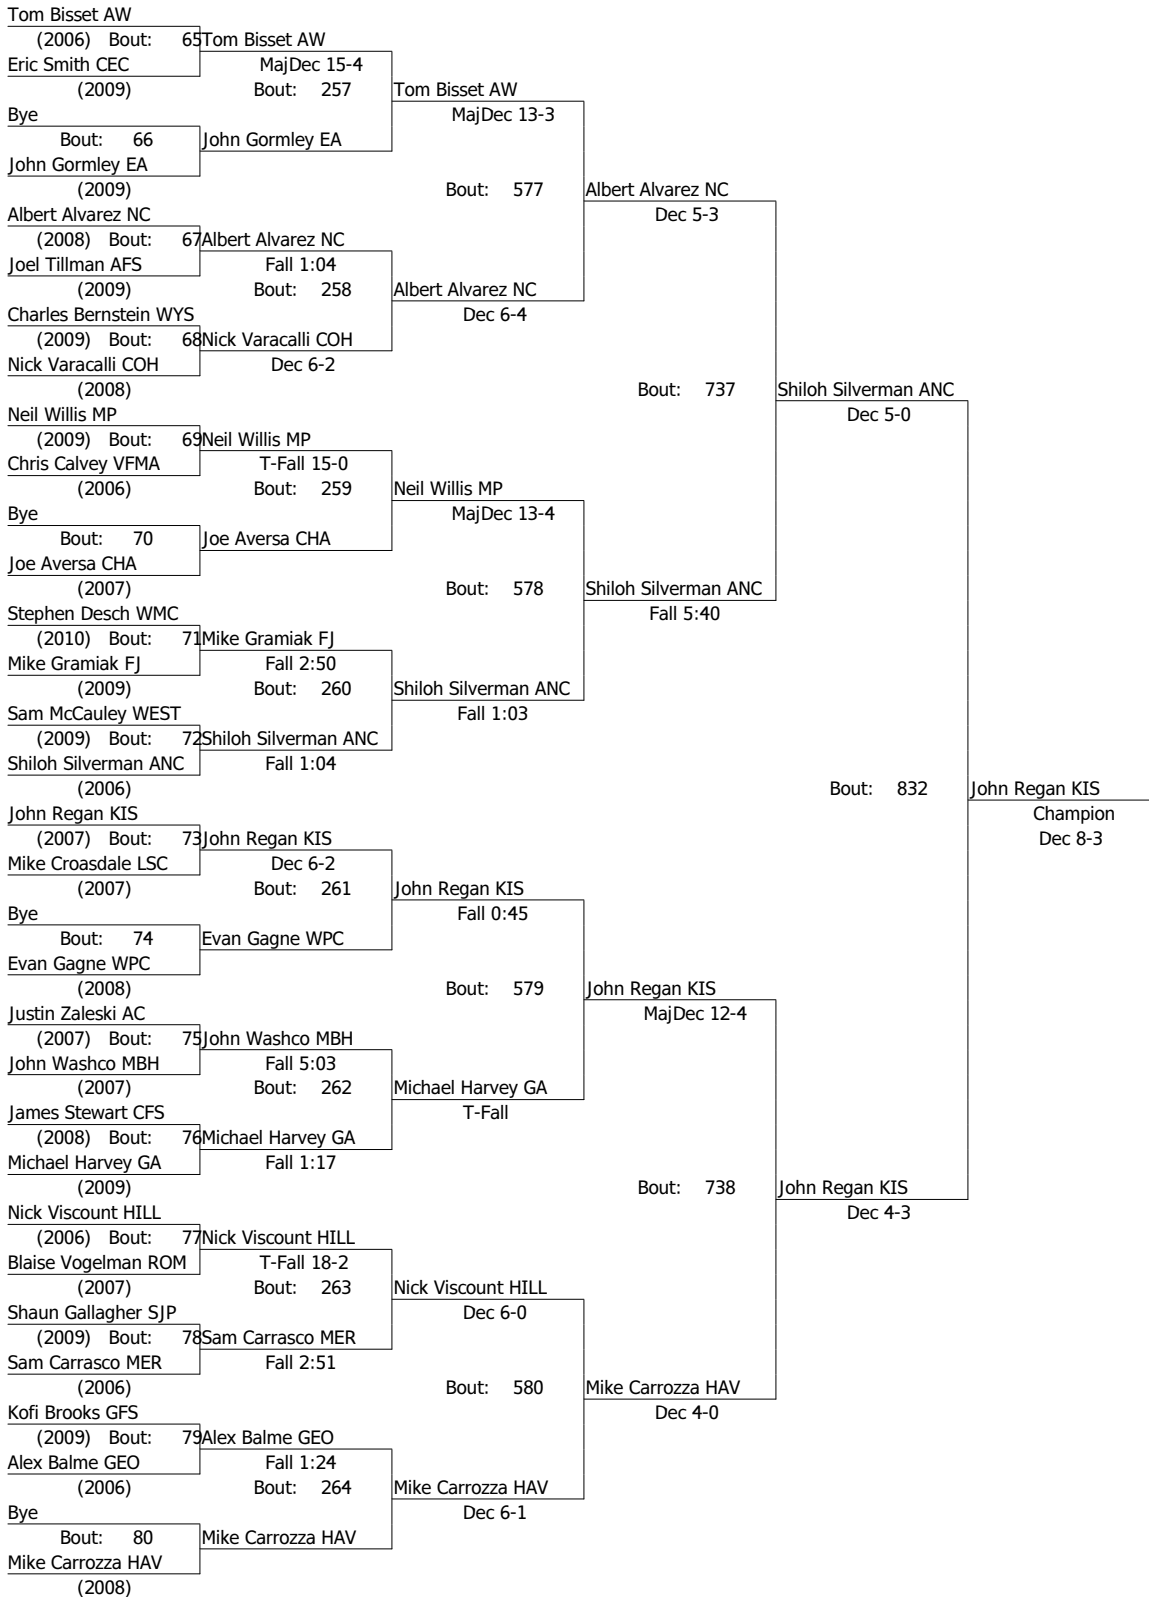 Tom Bisset AW
(2006) Bout: 65 Tom Bisset AW
Eric Smith CEC MajDec 15-4
(2009) Bout: 257 Tom Bisset AW
Bye MajDec 13-3
Bout: 66 John Gormley EA
John Gormley EA
(2009) Bout: 577 Albert Alvarez NC
Albert Alvarez NC Dec 5-3
(2008) Bout: 67 Albert Alvarez NC
Joel Tillman AFS Fall 1:04
(2009) Bout: 258 Albert Alvarez NC
Charles Bernstein WYS Dec 6-4
(2009) Bout: 68 Nick Varacalli COH
Nick Varacalli COH Dec 6-2
(2008) Bout: 737 Shiloh Silverman ANC
Neil Willis MP Dec 5-0
(2009) Bout: 69 Neil Willis MP
Chris Calvey VFMA T-Fall 15-0
(2006) Bout: 259 Neil Willis MP
Bye MajDec 13-4
Bout: 70 Joe Aversa CHA
Joe Aversa CHA
(2007) Bout: 578 Shiloh Silverman ANC
Stephen Desch WMC Fall 5:40
(2010) Bout: 71 Mike Gramiak FJ
Mike Gramiak FJ Fall 2:50
(2009) Bout: 260 Shiloh Silverman ANC
Sam McCauley WEST Fall 1:03
(2009) Bout: 72 Shiloh Silverman ANC
Shiloh Silverman ANC Fall 1:04
(2006) Bout: 832 John Regan KIS
John Regan KIS Champion
(2007) Bout: 73 John Regan KIS Dec 8-3
Mike Croasdale LSC Dec 6-2
(2007) Bout: 261 John Regan KIS
Bye Fall 0:45
Bout: 74 Evan Gagne WPC
Evan Gagne WPC
(2008) Bout: 579 John Regan KIS
Justin Zaleski AC MajDec 12-4
(2007) Bout: 75 John Washco MBH
John Washco MBH Fall 5:03
(2007) Bout: 262 Michael Harvey GA
James Stewart CFS T-Fall
(2008) Bout: 76 Michael Harvey GA
Michael Harvey GA Fall 1:17
(2009) Bout: 738 John Regan KIS
Nick Viscount HILL Dec 4-3
(2006) Bout: 77 Nick Viscount HILL
Blaise Vogelman ROM T-Fall 18-2
(2007) Bout: 263 Nick Viscount HILL
Shaun Gallagher SJP Dec 6-0
(2009) Bout: 78 Sam Carrasco MER
Sam Carrasco MER Fall 2:51
(2006) Bout: 580 Mike Carrozza HAV
Kofi Brooks GFS Dec 4-0
(2009) Bout: 79 Alex Balme GEO
Alex Balme GEO Fall 1:24
(2006) Bout: 264 Mike Carrozza HAV
Bye Dec 6-1
Bout: 80 Mike Carrozza HAV
Mike Carrozza HAV
(2008)